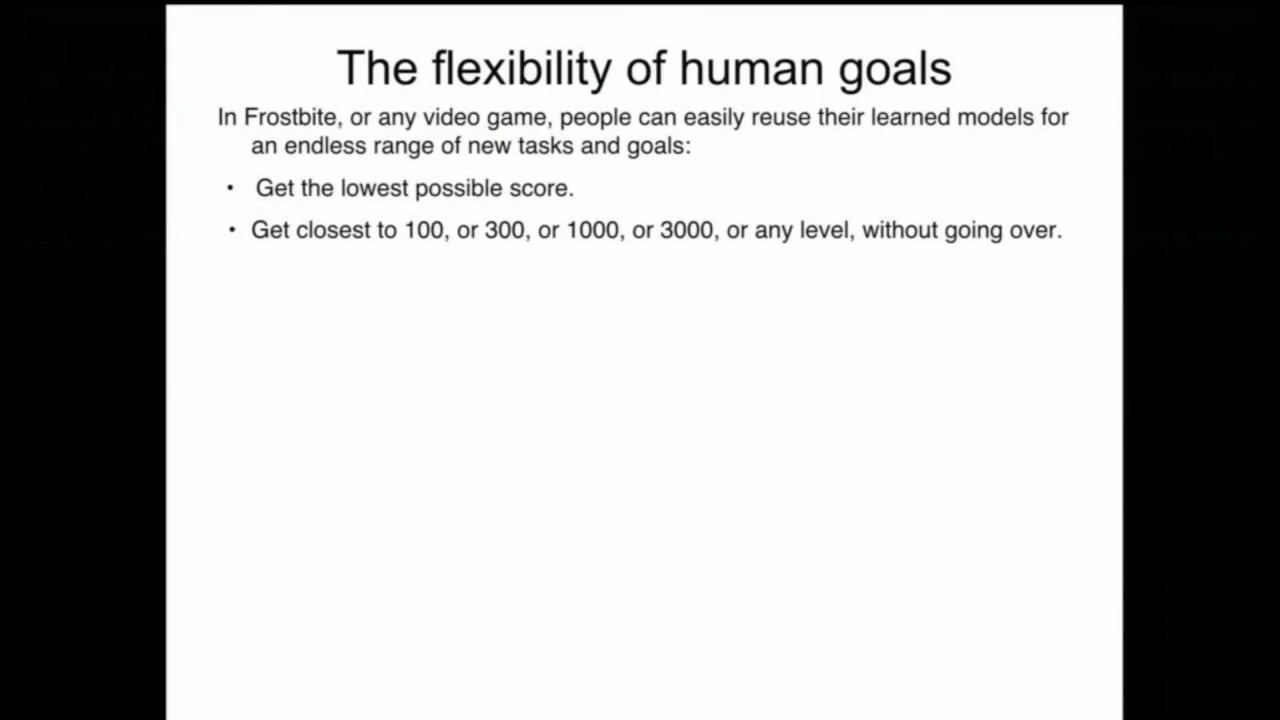 The flexibility of human goals
In Frostbite, or any video game, people can easily reuse their learned models for
an endless range of new tasks and goals:
• Get the lowest possible score.
• Get closest to 100, or 300, or 1000, or 3000, or any level, without going over.